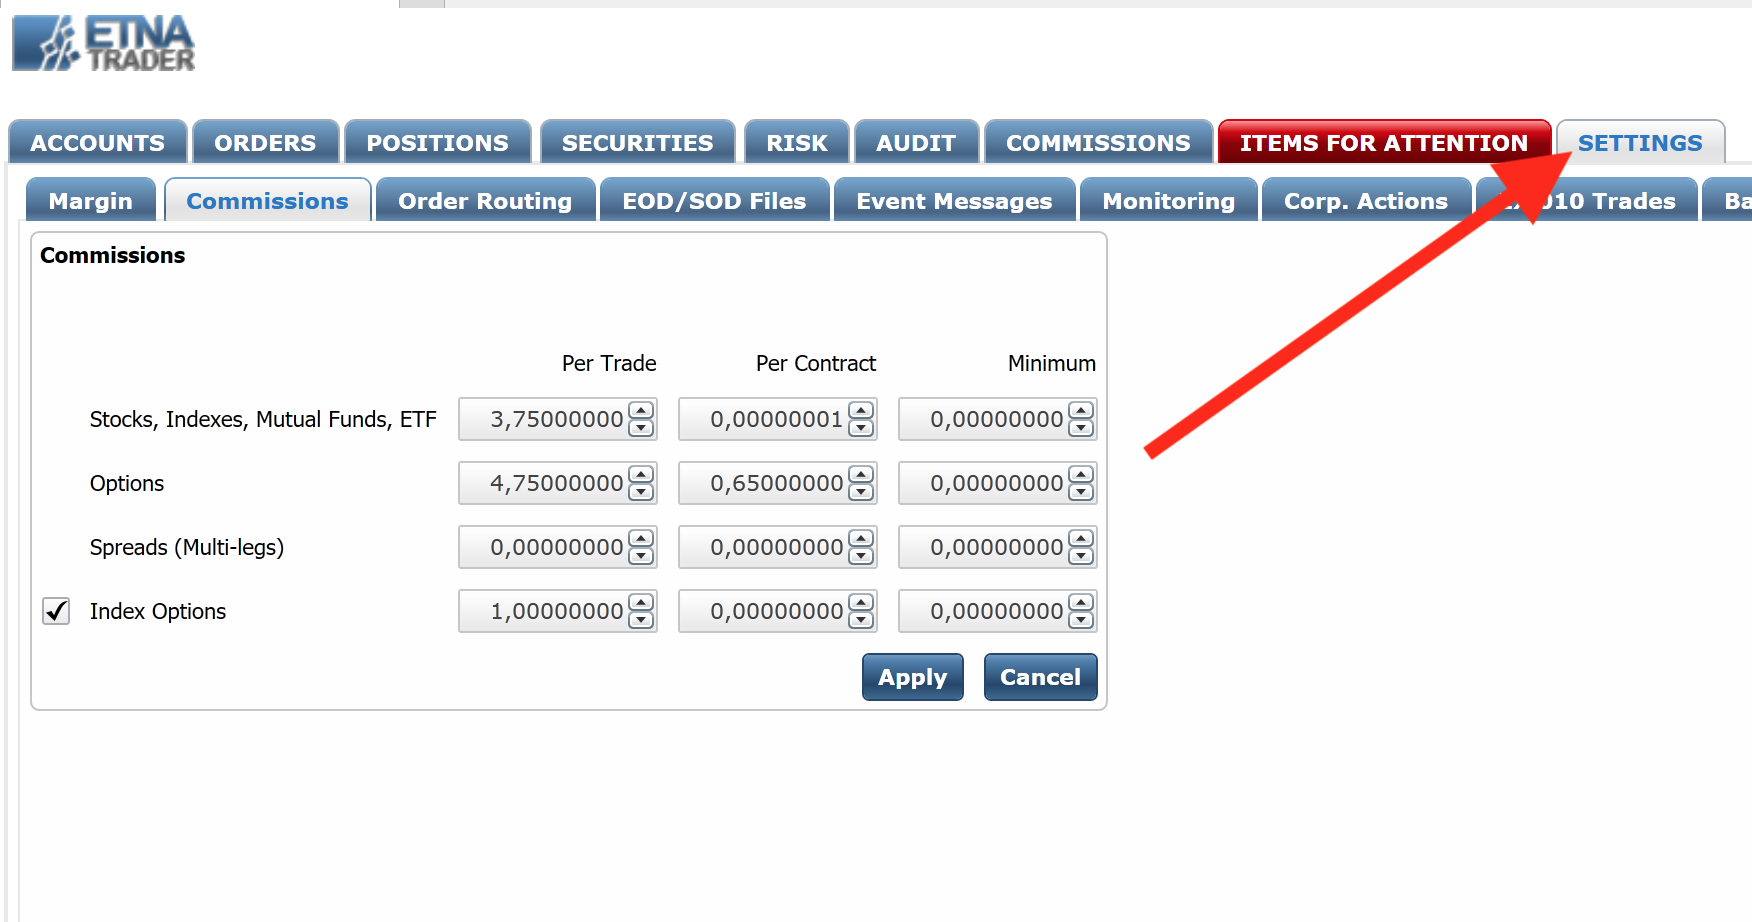 ETNA
TRADER
ACCOUNTS ORDERS POSITIONS SECURITIES RISK AUDIT COMMISSIONS ITEMS FOR ATTENTION SETTINGS
Margin Commissions Order Routing EOD/SOD Files Event Messages Monitoring Corp. Actions Trades
Commissions
Per Trade Per Contract Minimum
Stocks, Indexes, Mutual Funds, ETF 3,75000000 0,00000001 0,00000000
Options 4,75000000 0,65000000 0,00000000
Spreads (Multi-legs) 0,00000000 0,00000000 0,00000000
Index Options 1,00000000 0,00000000 0,00000000
Apply Cancel